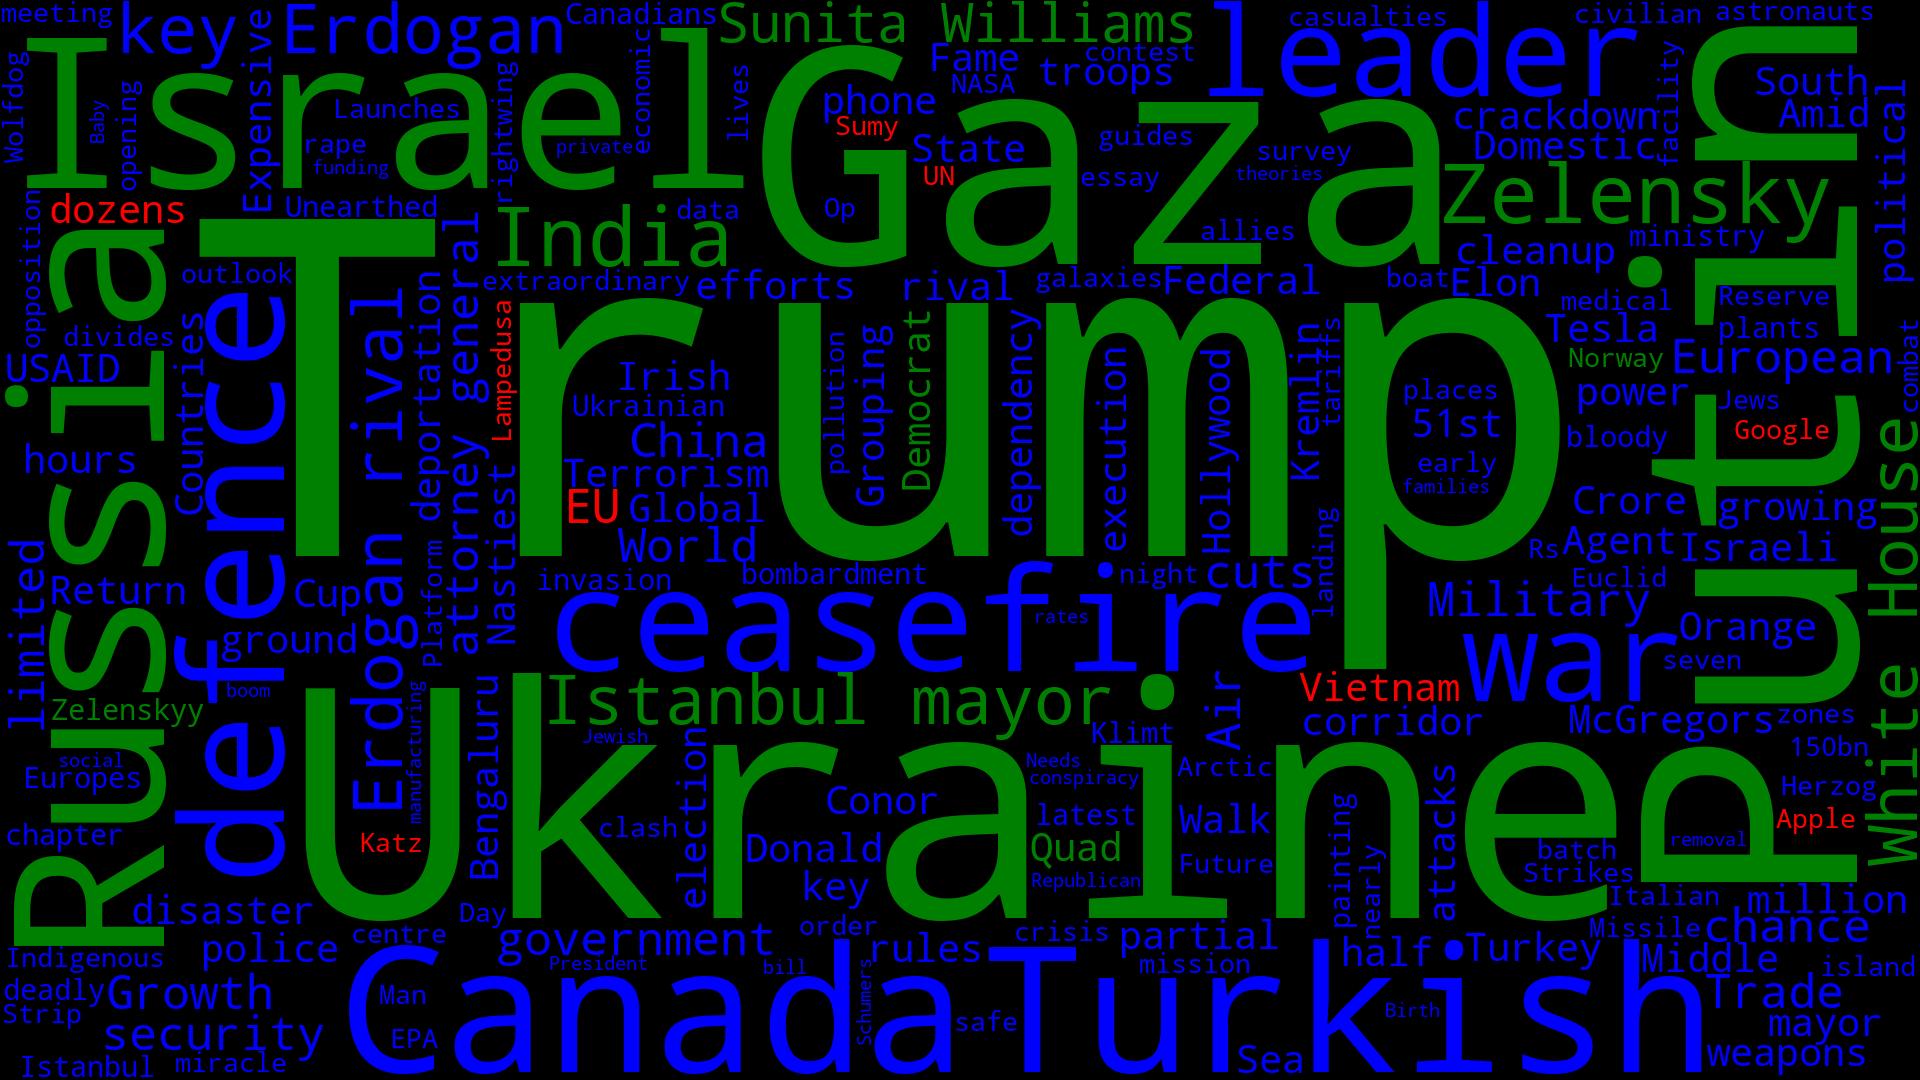 meeting
key
Erdogan
Canadians
Sunita Williams
leader
casualties
civilian
astronauts
Wolfdog
Israel
Expensive
economic
Fame
contest
NASA
troops
facility
South
Amid
Baby
opening
Launches
rape
funding
rightwing
private
lives
Gaza
phone
Sumy
State
UN
guides
essay
survey
theories
crackdown
Domestic
political
dozens
Unearthed
India
data
Op
allies
Zelensky
cleanup
ministry
opposition
outlook
extraordinary
efforts
rival
galaxies
Federal
boat
Elon
medical
Reserve
plants
Tesla
divides
USAID
Countries
defence
Trump
Erdogan rival
deportation
attorney general
Lampedusa
Nastiest
Irish
Ukrainian
China
Terrorism
EU
Global
World
pollution
Grouping
Democrat
dependency
execution
Hollywood
Kremlin
tariffs
places
51st
early
families
Norway
European
combat
power
Jews
bloody
Google
Putin
White House
Russia
hours
limited
Return
Cup
ground
Platform
invasion
bombardment
night
cuts
landing
Crore
growing
Rs
Agent
Israeli
Euclid
Military
Orange
ceasefire
rates
war
seven
Zelenskyy
boom
manufacturing
Bengaluru
Istanbul mayor
Jewish
Klimt
Air
Vietnam
corridor
McGregors
zones
150bn
social
Europes
chapter
Katz
Ukraine
clash
election
Conor
Donald
key
Needs
conspiracy
latest
Quad
Republican
Arctic
Walk
Future
painting
nearly
attacks
batch
Strikes
removal
Herzog
Apple
Italian
million
disaster
Day
police
centre
government
President
order
bill
rules
crisis
partial
mission
half
Turkey
Missile
chance
Middle
island
Indigenous
deadly
Growth
Strip
security
Istanbul
miracle
Man
EPA
Canada
Schumers
safe
Turkish
Birth
Sea
Trade
mayor
weapons